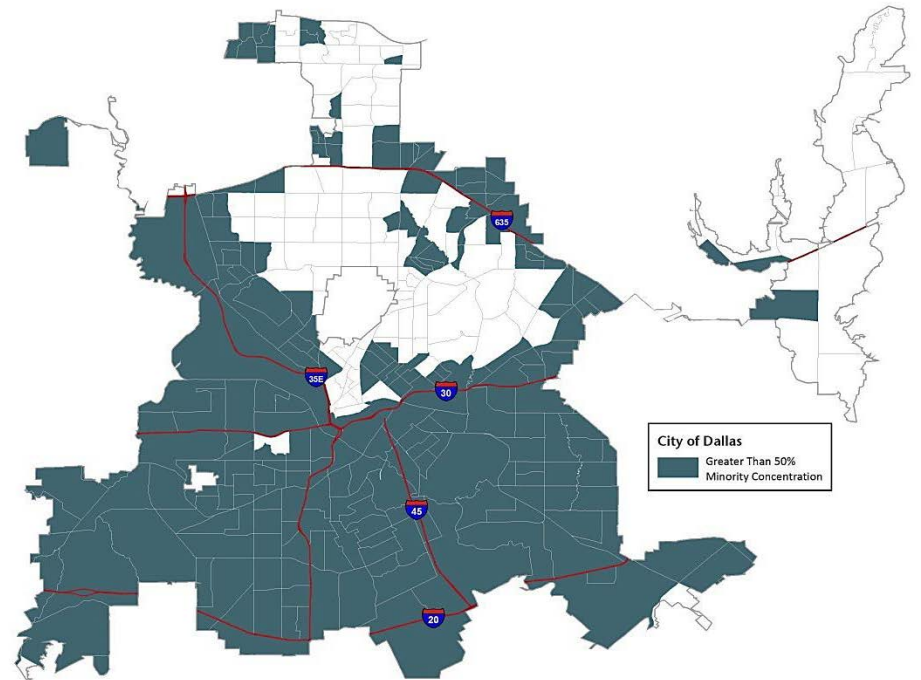 635
35E
30
City of Dallas
Greater Than 50%
Minority Concentration
45
20